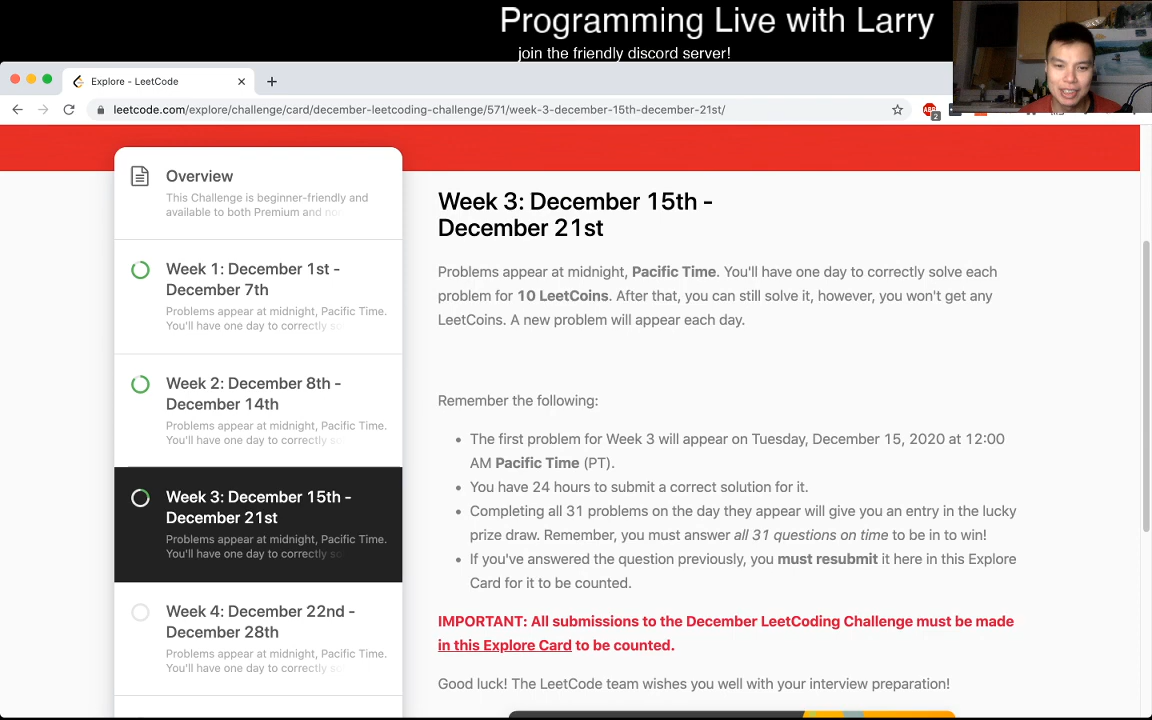 Programming Live with Larry
join the friendly discord server!
Explore - LeetCode
leetcode.com/explore/challenge/card/december-leetcoding-challenge/571/week-3-december-15th-december-21st/
ABP
2
Overview
This Challenge is beginner-friendly and
available to both Premium and no
Week 1: December 1st -
December 7th
Problems appear at midnight, Pacific Time.
You'll have one day to correctly so
Week 2: December 8th -
December 14th
Problems appear at midnight, Pacific Time.
You'll have one day to correctly so
Week 3: December 15th -
December 21st
Problems appear at midnight, Pacific Time.
You'll have one day to correctly so
Week 4: December 22nd -
December 28th
Problems appear at midnight, Pacific Time.
You'll have one day to correctly so
Week 3: December 15th -
December 21st
Problems appear at midnight, Pacific Time. You'll have one day to correctly solve each
problem for 10 LeetCoins. After that, you can still solve it, however, you won't get any
LeetCoins. A new problem will appear each day.
Remember the following:
• The first problem for Week 3 will appear on Tuesday, December 15, 2020 at 12:00
AM Pacific Time (PT).
• You have 24 hours to submit a correct solution for it.
• Completing all 31 problems on the day they appear will give you an entry in the lucky
prize draw. Remember, you must answer all 31 questions on time to be in to win!
• If you've answered the question previously, you must resubmit it here in this Explore
Card for it to be counted.
IMPORTANT: All submissions to the December LeetCoding Challenge must be made
in this Explore Card to be counted.
Good luck! The LeetCode team wishes you well with your interview preparation!